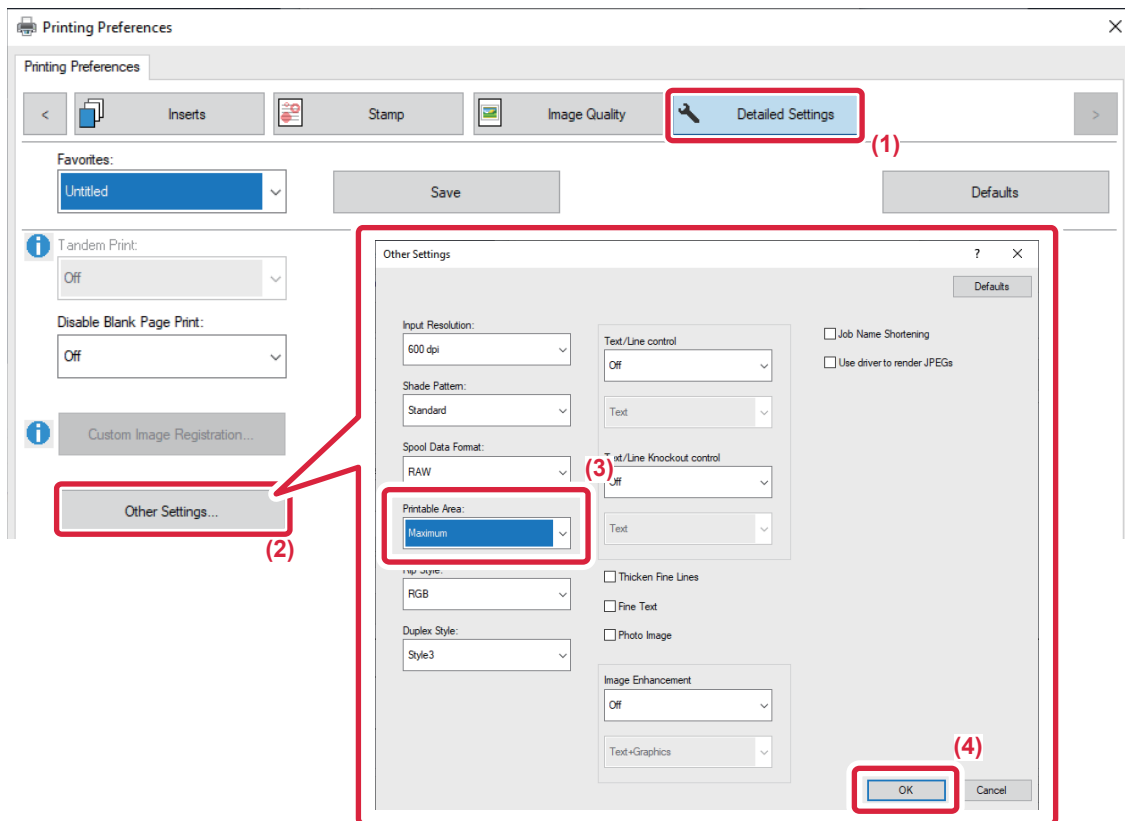 Printing Preferences
Printing Preferences
<
Inserts
Stamp
Image Quality
Detailed Settings
>
(1)
Favorites:
Untitled
Save
Defaults
Tandem Print:
Off
Disable Blank Page Print:
Off
Custom Image Registration...
Other Settings...
(2)
Other Settings
?
Defaults
Input Resolution:
600 dpi
Shade Pattern:
Standard
Spool Data Format:
RAW
(3)
Printable Area:
Maximum
Rip Style:
RGB
Duplex Style:
Style3
Text/Line control
Off
Text
Text/Line Knockout control
Off
Text
Thicken Fine Lines
Fine Text
Photo Image
Image Enhancement
Off
Text+Graphics
Job Name Shortening
Use driver to render JPEGs
(4)
OK
Cancel